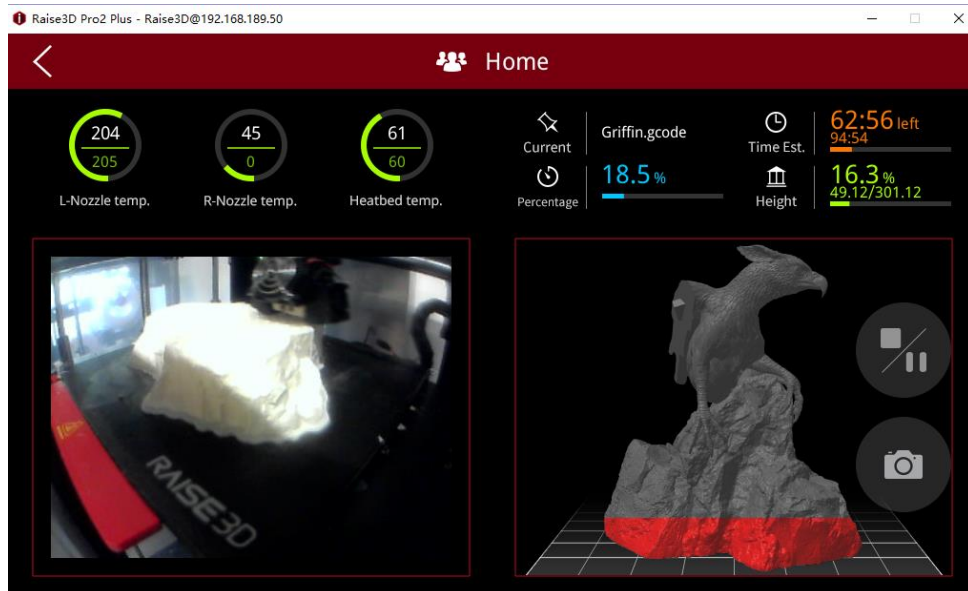 Raise3D Pro2 Plus - Raise3D@192.168.189.50
Home
204
205
L-Nozzle temp.
45
0
R-Nozzle temp.
61
60
Heatbed temp.
Current
Griffin.gcode
Percentage
18.5 %
Time Est.
62:56 left
94:54
Height
16.3 %
49.12/301.12
RAISE3D